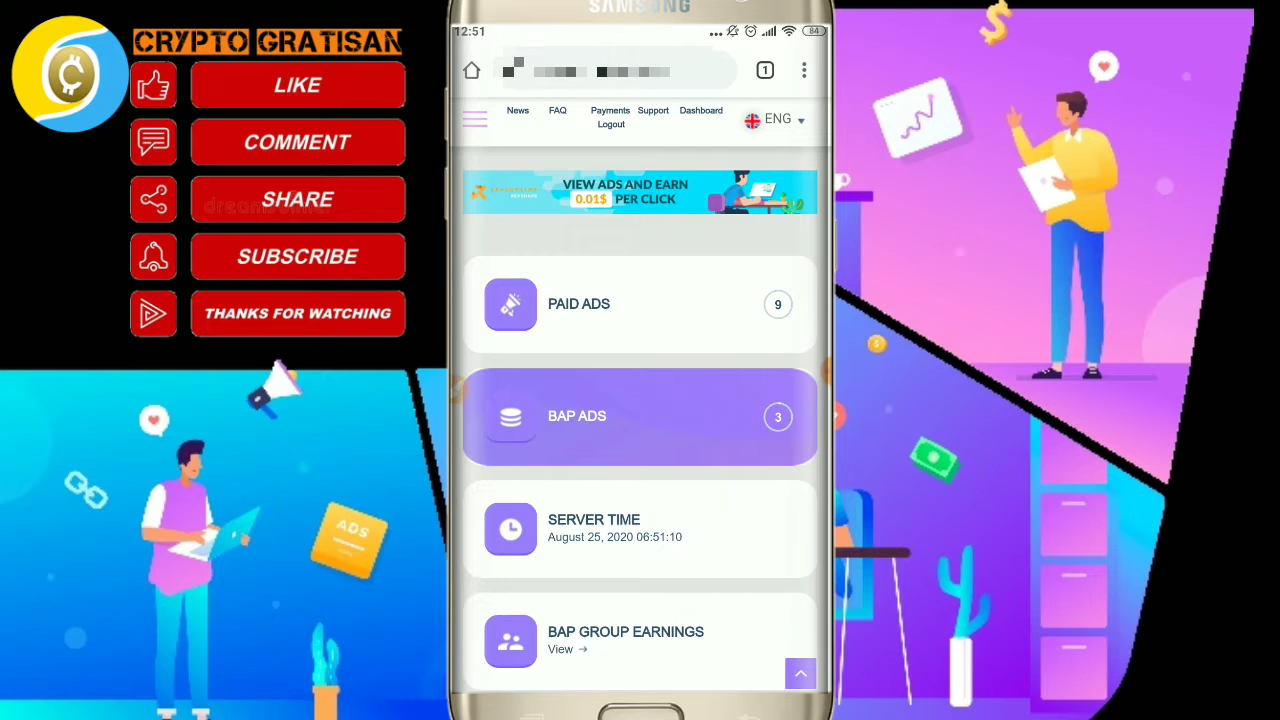 CRYPTO GRATISAN
LIKE
COMMENT
SHARE
SUBSCRIBE
THANKS FOR WATCHING
SAMSUNG
12:51
84
1
News FAQ Payments Support Dashboard
Logout
ENG
VIEW ADS AND EARN
0.01$ PER CLICK
PAID ADS
9
BAP ADS
3
SERVER TIME
August 25, 2020 06:51:10
BAP GROUP EARNINGS
View →
ADS